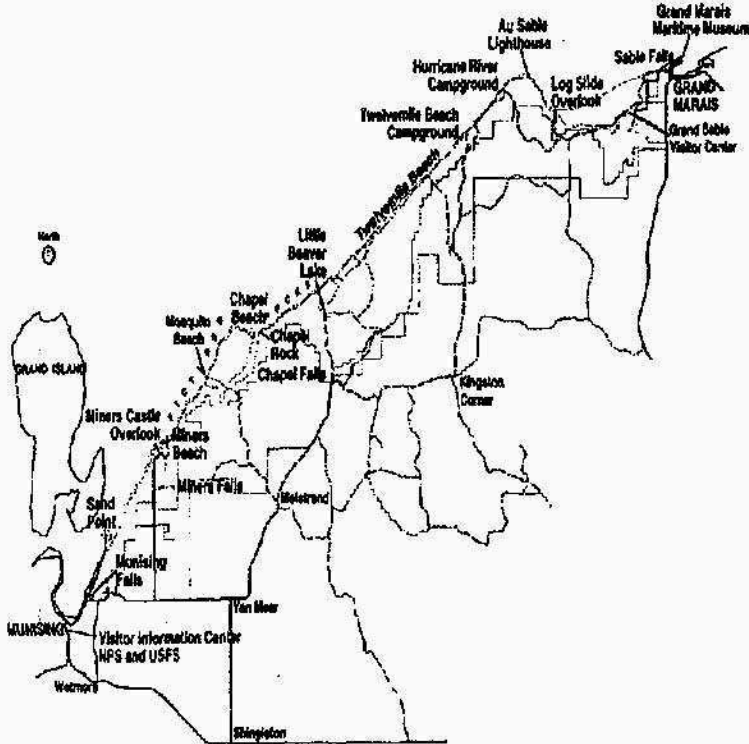 Grand Marais
Maritime Museum
Au Sable
Lighthouse
Sable Falls
Hurricane River
Campground
Log Slide
Overlook
GRAND
MARAIS
Twelvemile Beach
Campground
Grand Sable
Visitor Center
Twelvemile Beach
North
Little
Beaver
Lake
Chapel
Beach
Mosquito
Beach
Chapel
Rock
GRAND ISLAND
Chapel Falls
Kingston
Corner
Miners Castle
Overlook
Miners
Beach
Miners Falls
Melstrand
Sand
Point
Munising
Falls
Van Meer
MUNISING
Visitor Information Center
NPS and USFS
Wetmore
Shingleton